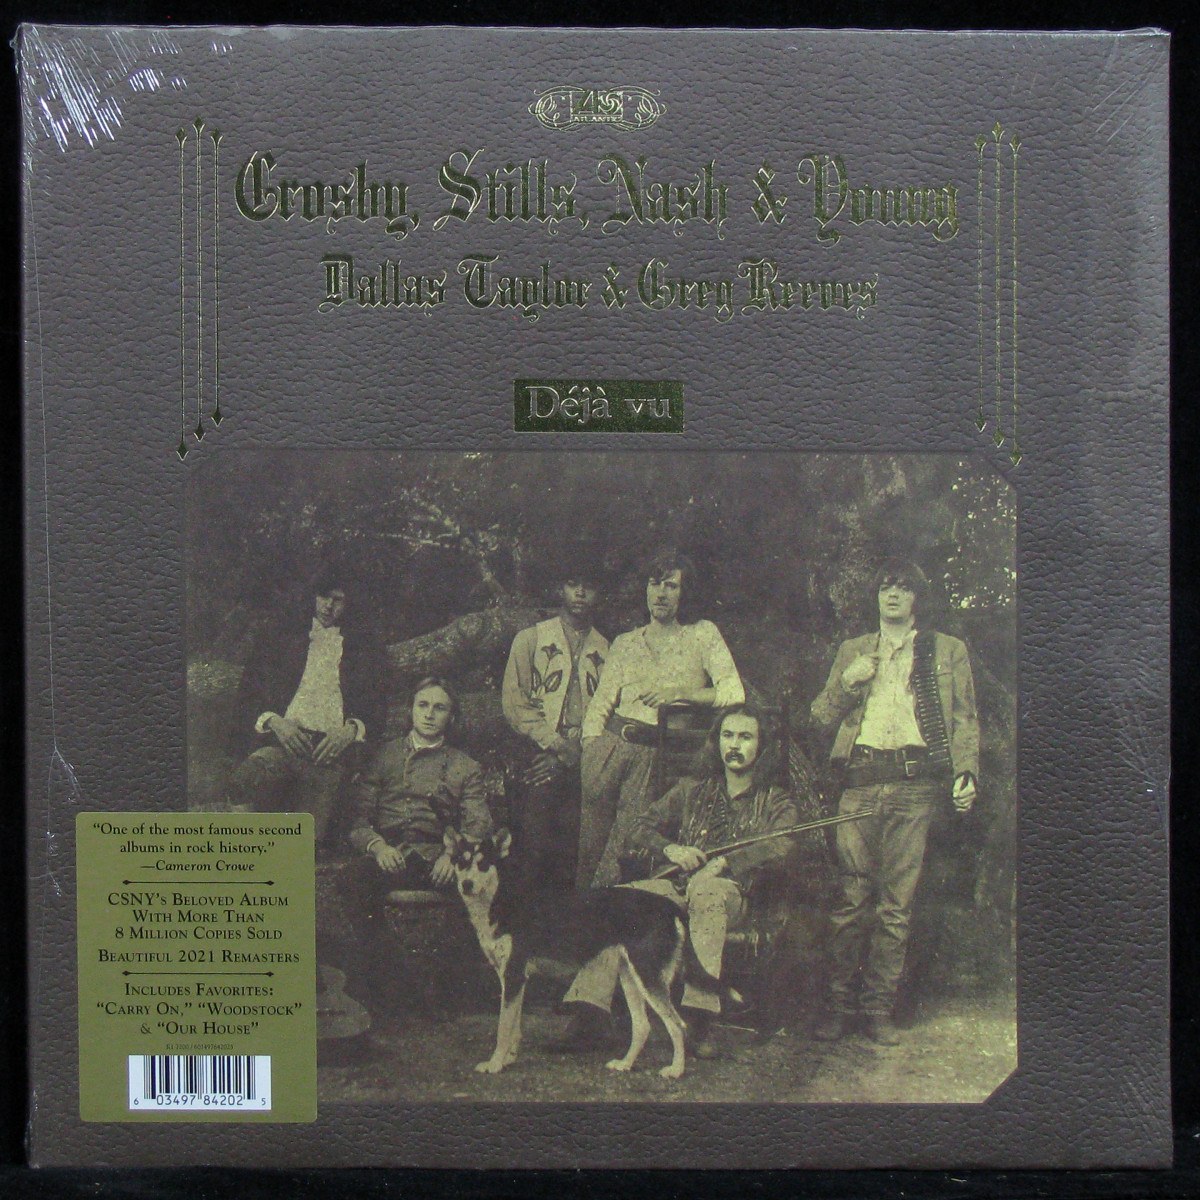 ATLANTIC
Crosby, Stills, Nash & Young
Dallas Taylor & Greg Reeves
Déjà vu
“One of the most famous second
albums in rock history.”
—Cameron Crowe
CSNY’s Beloved Album
With More Than
8 Million Copies Sold
Beautiful 2021 Remasters
Includes Favorites:
“Carry On,” “Woodstock”
& “Our House”
6 03497 84202 5